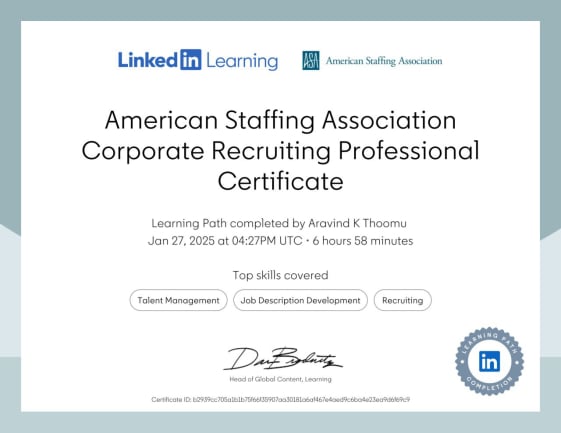 Linked in Learning
ASA American Staffing Association
American Staffing Association
Corporate Recruiting Professional
Certificate
Learning Path completed by Aravind K Thoomu
Jan 27, 2025 at 04:27PM UTC • 6 hours 58 minutes
Top skills covered
Talent Management
Job Description Development
Recruiting
Head of Global Content, Learning
LEARNING PATH
in
COMPLETION
Certificate ID: